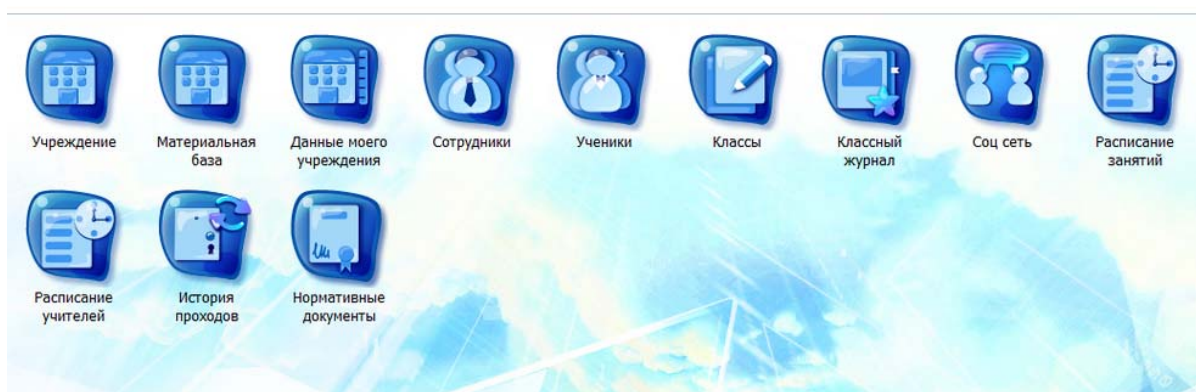 Учреждение
Материальная
база
Данные моего
учреждения
Сотрудники
Ученики
Классы
Классный
журнал
Соц сеть
Расписание
занятий
Расписание
учителей
История
проходов
Нормативные
документы